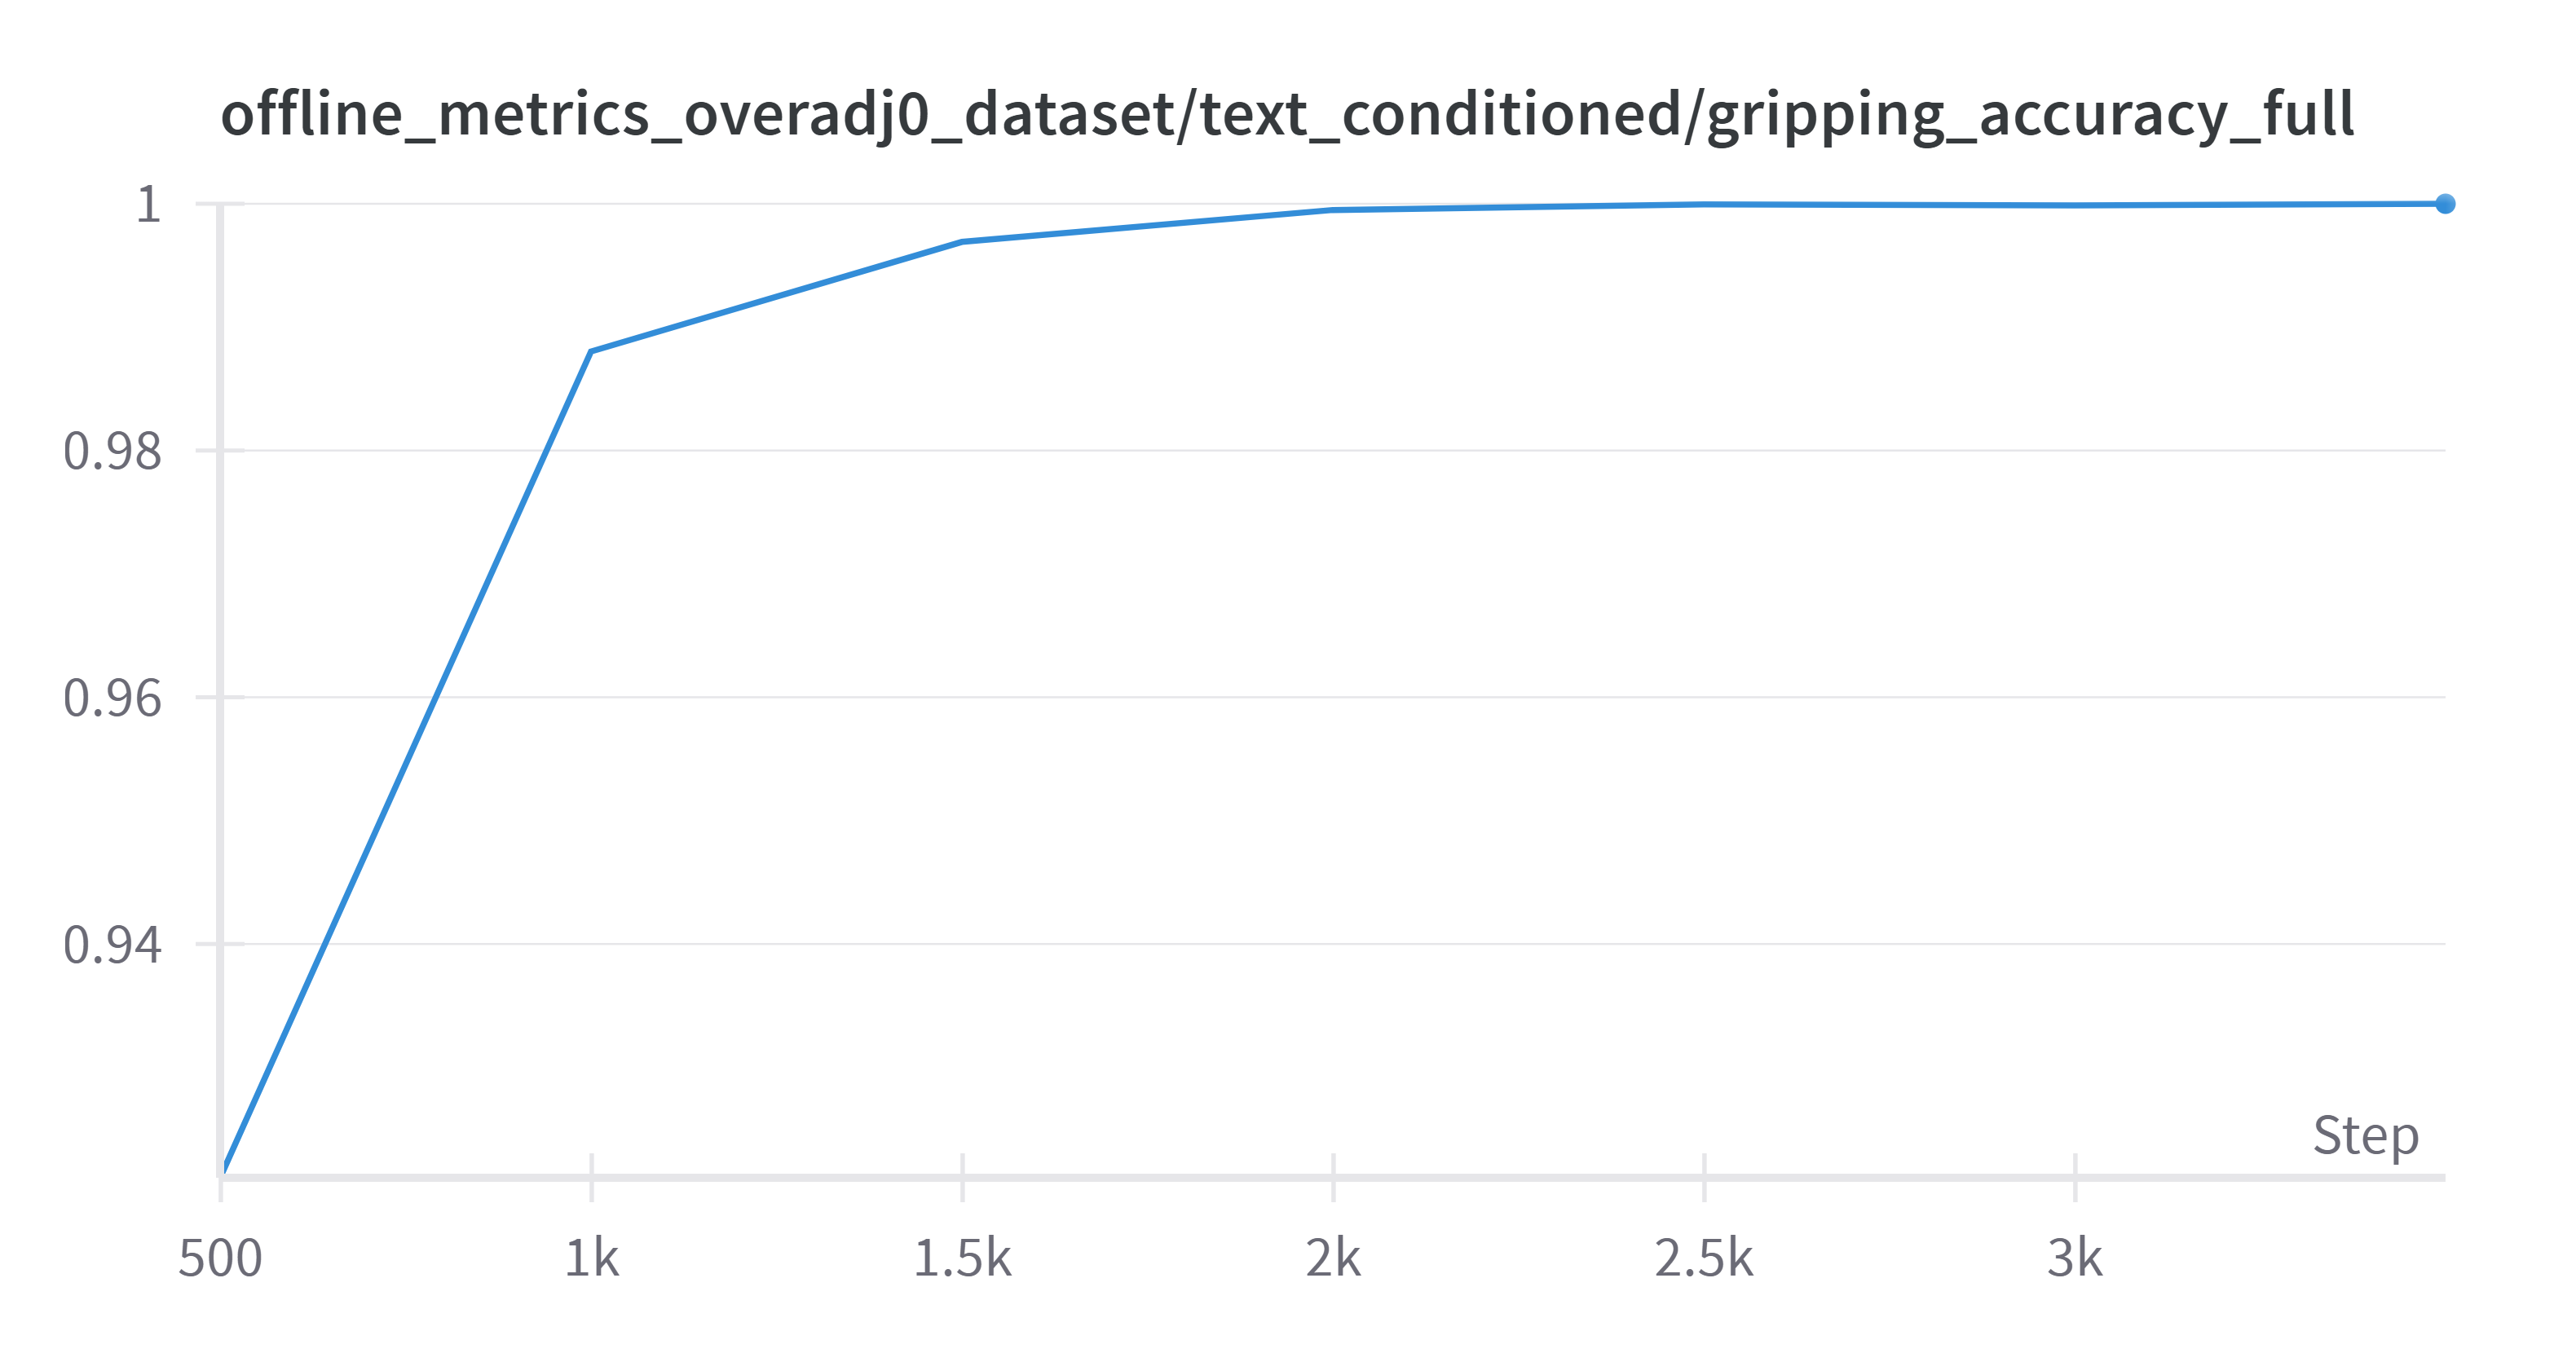 offline_metrics_overadj0_dataset/text_conditioned/gripping_accuracy_full
1
0.98
0.96
0.94
Step
500 1k 1.5k 2k 2.5k 3k